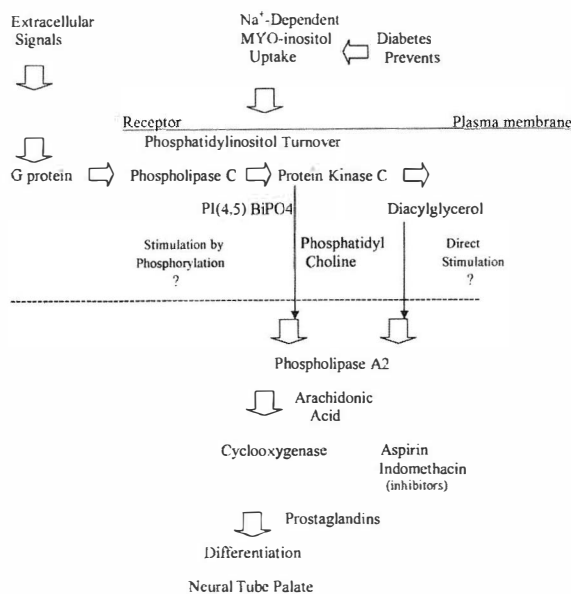 Extracellular
Signals
Na+-Dependent
MYO-inositol
Uptake
Diabetes
Prevents
Receptor
Plasma membrane
Phosphatidylinositol Turnover
G protein
Phospholipase C
Protein Kinase C
PI(4.5) BiPO4
Diacylglycerol
Stimulation by
Phosphorylation
?
Phosphatidyl
Choline
Direct
Stimulation
?
Phospholipase A2
Arachidonic
Acid
Cyclooxygenase
Aspirin
Indomethacin
(inhibitors)
Prostaglandins
Differentiation
Neural Tube Palate